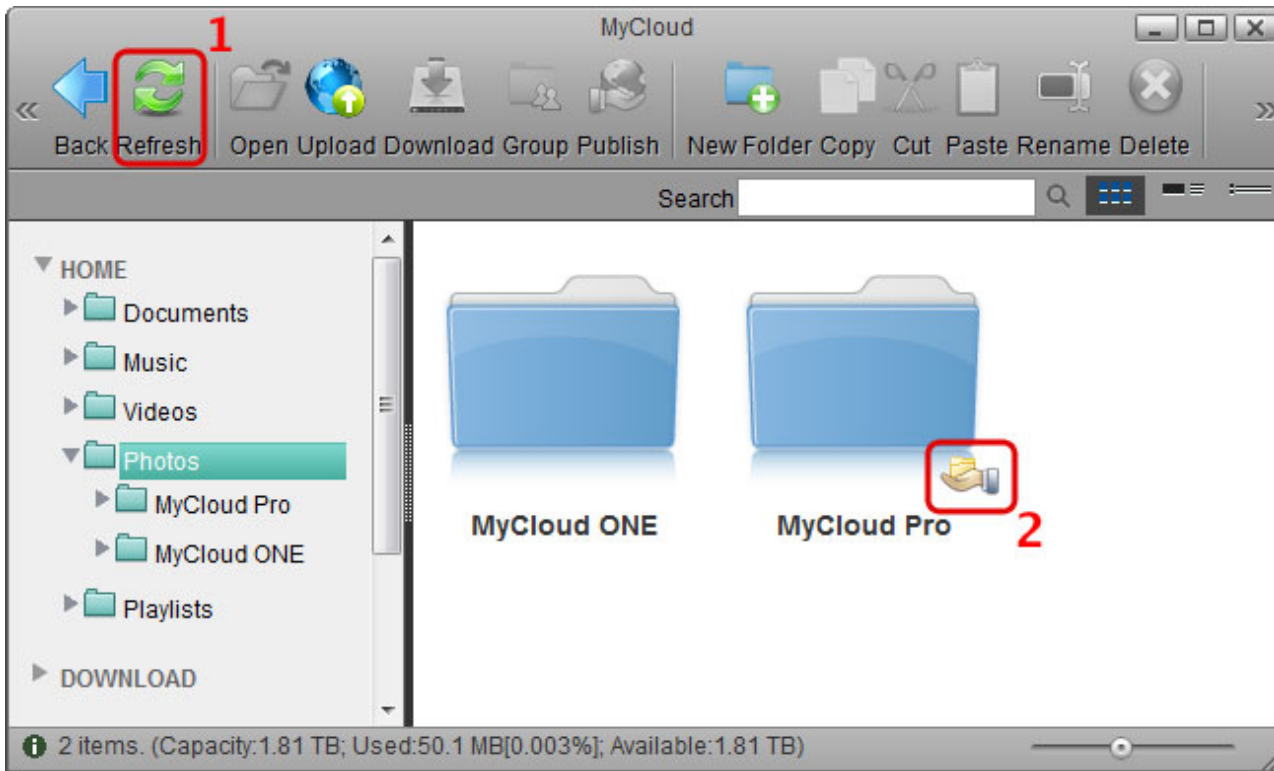 MyCloud
1
Back Refresh Open Upload Download Group Publish New Folder Copy Cut Paste Rename Delete
Search
HOME
Documents
Music
Videos
Photos
MyCloud Pro
MyCloud ONE
Playlists
DOWNLOAD
MyCloud ONE
MyCloud Pro
2
2 items. (Capacity:1.81 TB; Used:50.1 MB[0.003%]; Available:1.81 TB)